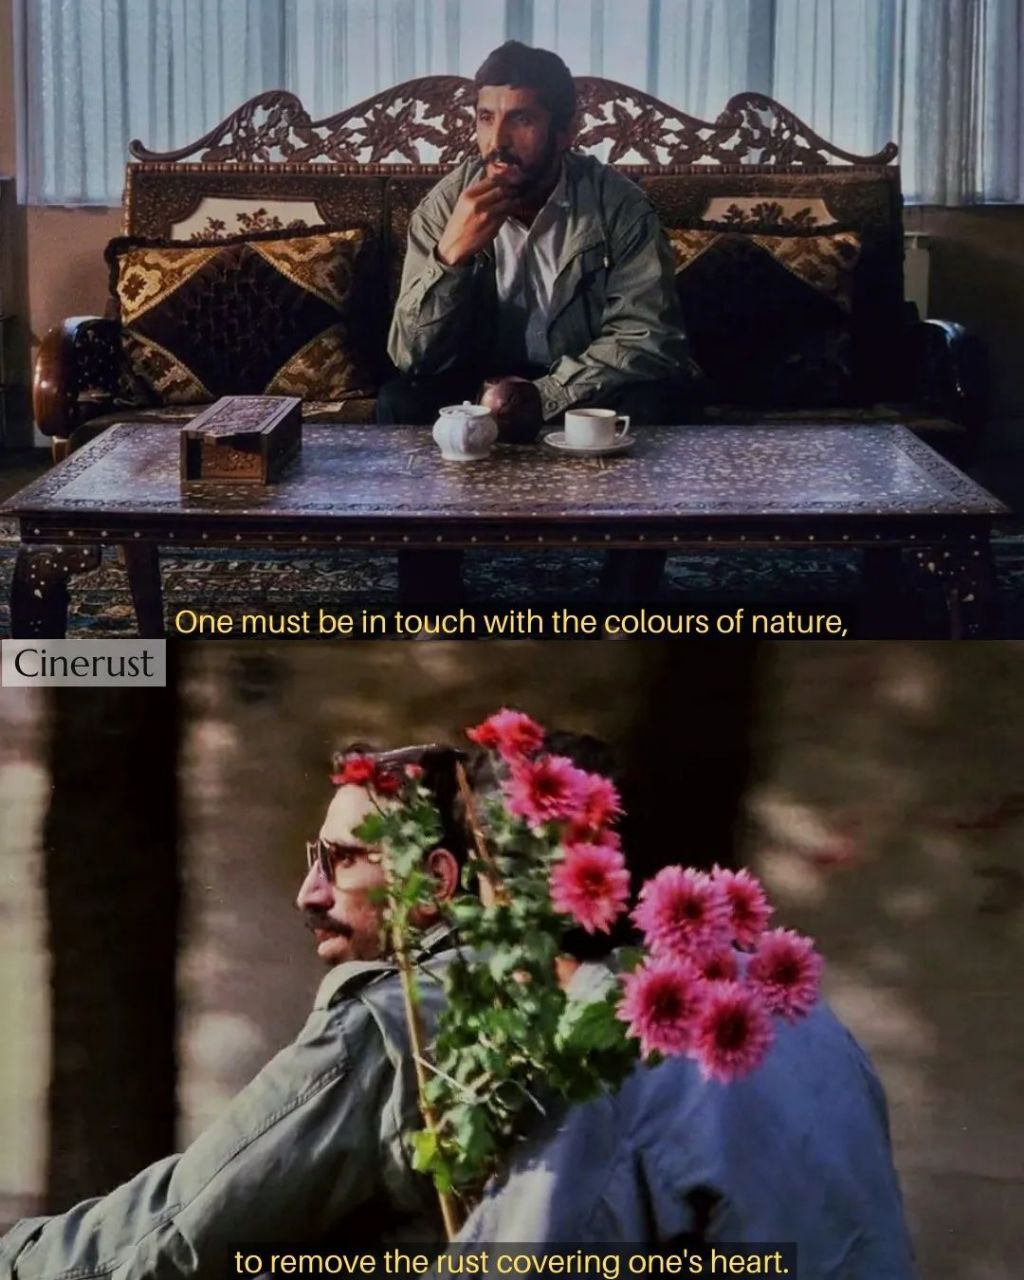 One must be in touch with the colours of nature,
Cinerust
to remove the rust covering one's heart.